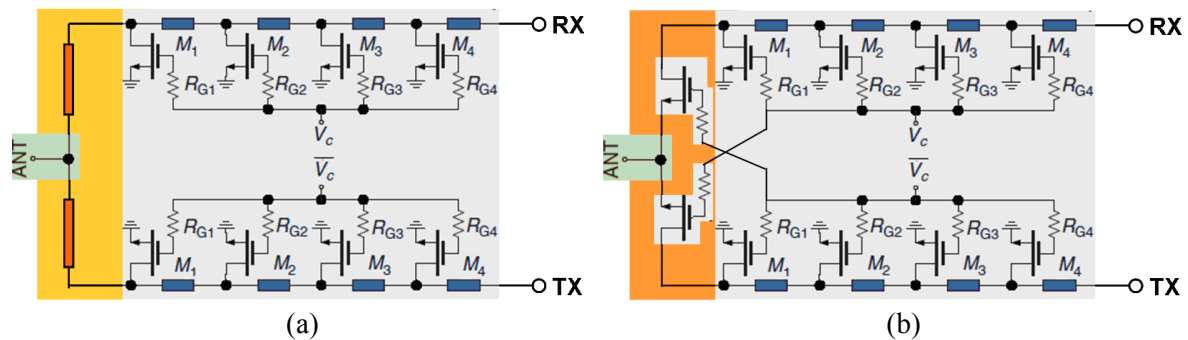 RX RX
M1 M2 M3 M4 M1 M2 M3 M4
RG1 RG2 RG3 RG4 RG1 RG2 RG3 RG4
Vc Vc
ANT ANT
V̅c̅ V̅c̅
RG1 RG2 RG3 RG4 RG1 RG2 RG3 RG4
M1 M2 M3 M4 M1 M2 M3 M4
TX TX
(a) (b)